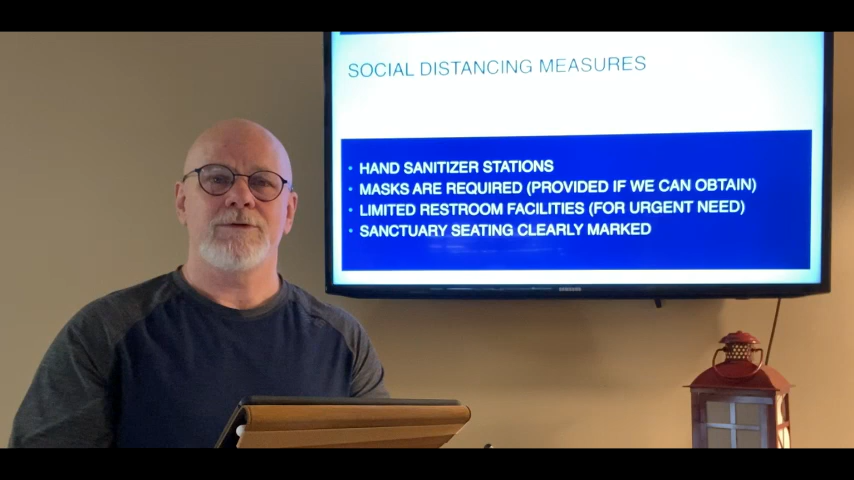 SOCIAL DISTANCING MEASURES
• HAND SANITIZER STATIONS
• MASKS ARE REQUIRED (PROVIDED IF WE CAN OBTAIN)
• LIMITED RESTROOM FACILITIES (FOR URGENT NEED)
• SANCTUARY SEATING CLEARLY MARKED
SAMSUNG